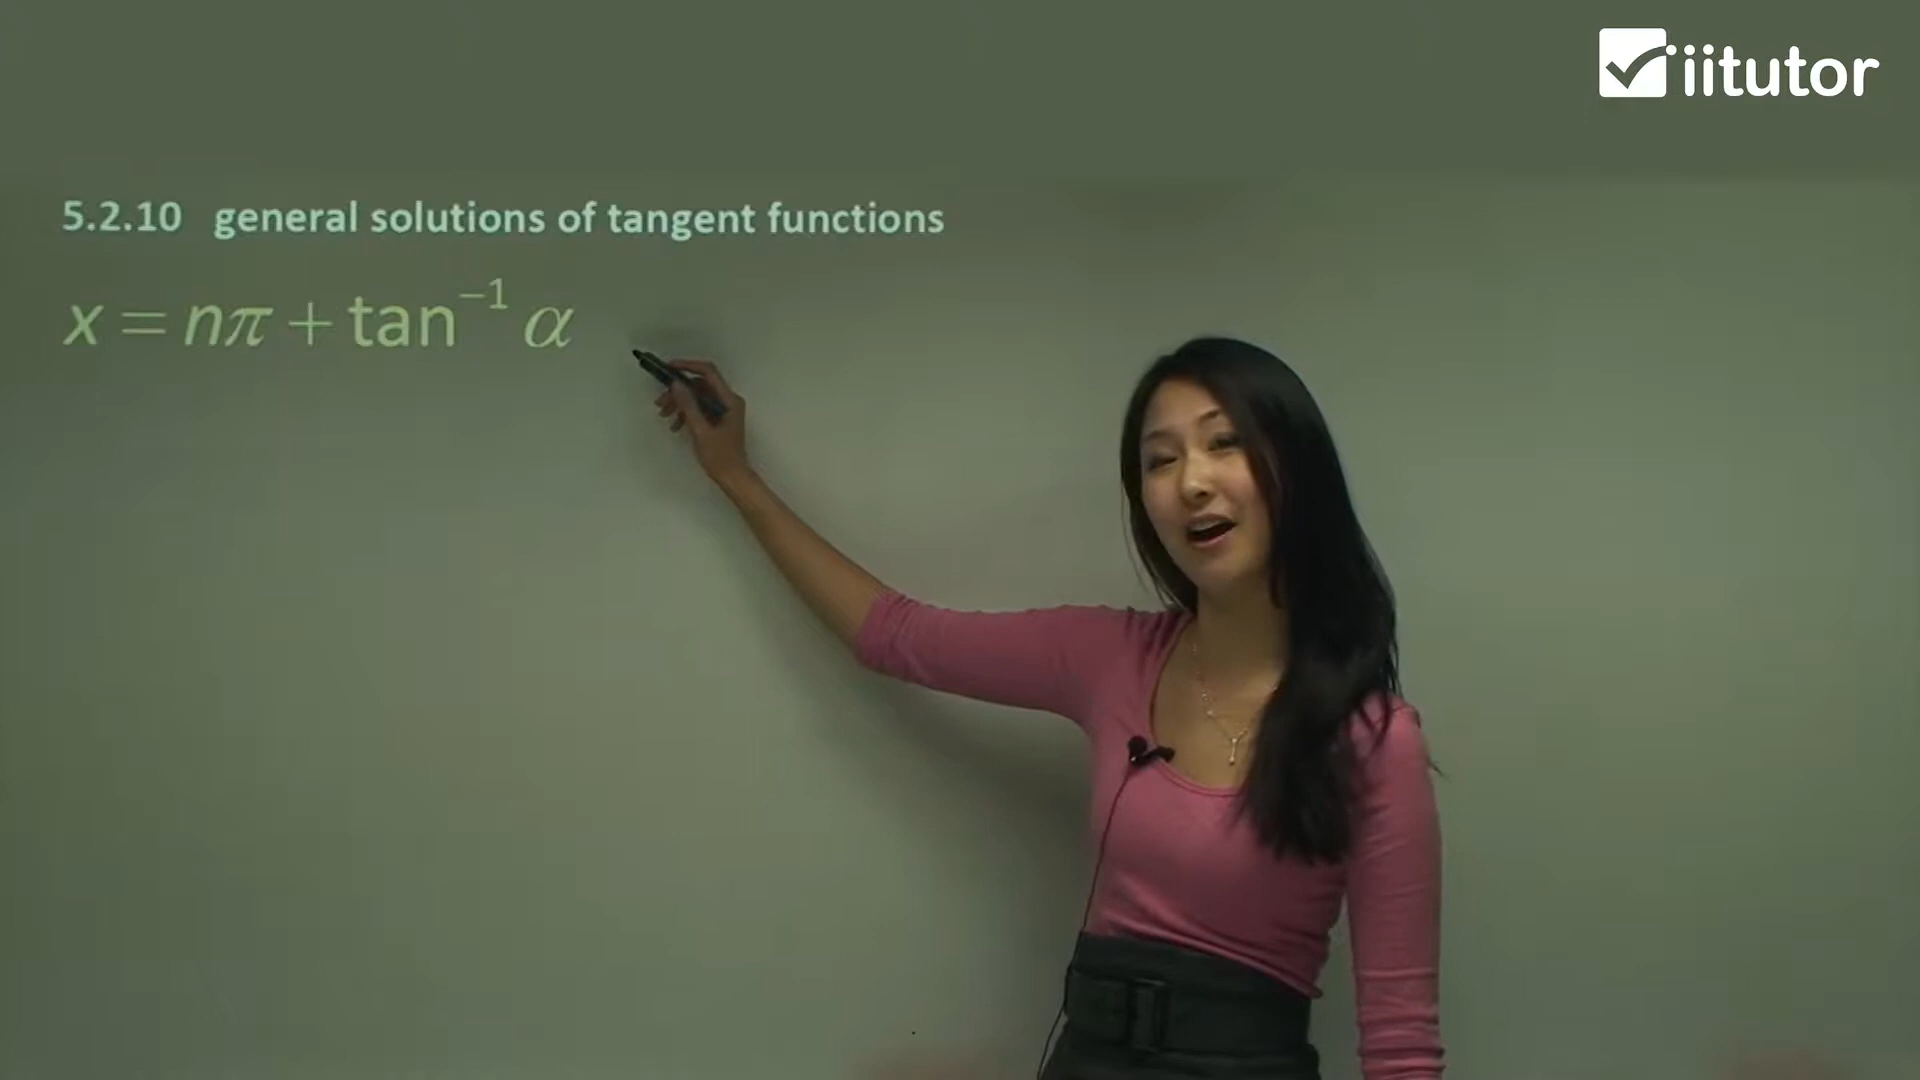 iitutor
5.2.10 general solutions of tangent functions
x = nπ + tan⁻¹ α